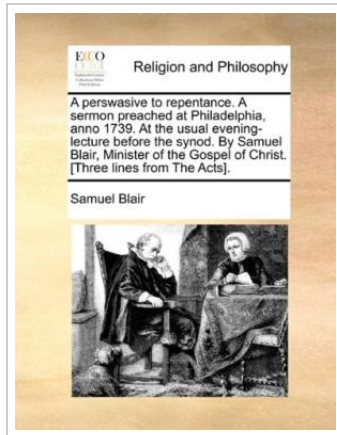 ECCO
Religion and Philosophy
A perswasive to repentance. A
sermon preached at Philadelphia,
anno 1739. At the usual evening-
lecture before the synod. By Samuel
Blair, Minister of the Gospel of Christ.
[Three lines from The Acts].
Samuel Blair